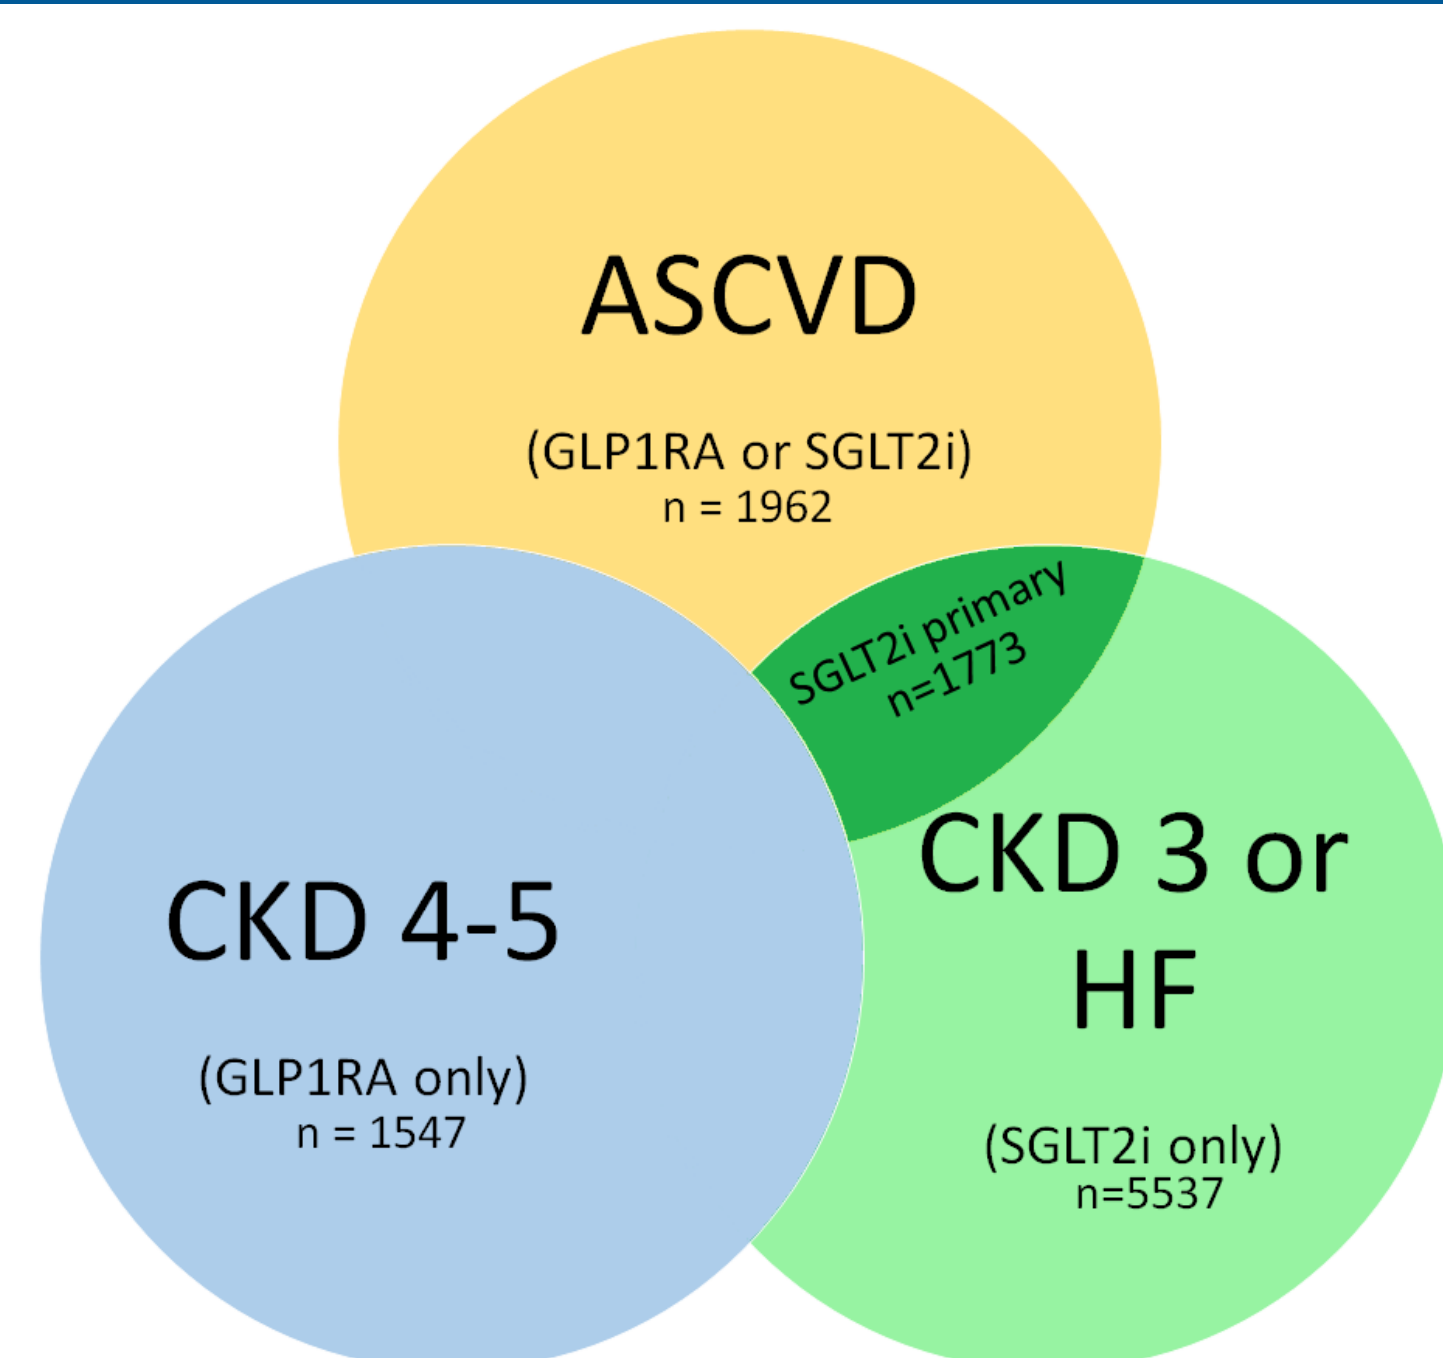 ASCVD
(GLP1RA or SGLT2i)
n = 1962
SGLT2i primary
n=1773
CKD 4-5
(GLP1RA only)
n = 1547
CKD 3 or
HF
(SGLT2i only)
n=5537